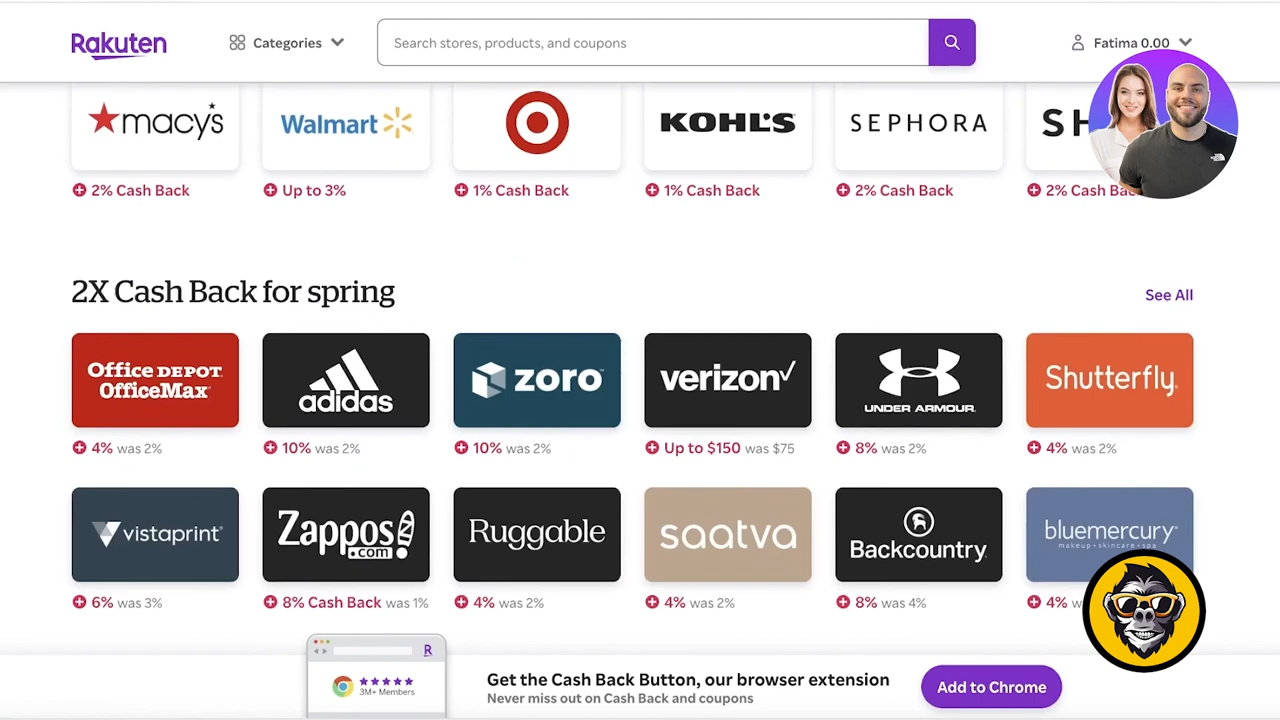 Rakuten
Categories
Search stores, products, and coupons
Fatima 0.00
macy's
Walmart
KOHL'S
SEPHORA
SH
2% Cash Back
Up to 3%
1% Cash Back
1% Cash Back
2% Cash Back
2% Cash Ba
2X Cash Back for spring
See All
Office DEPOT
OfficeMax
adidas
zoro
verizon
UNDER ARMOUR
Shutterfly
4% was 2%
10% was 2%
10% was 2%
Up to $150 was $75
8% was 2%
4% was 2%
vistaprint
Zappos
.com
Ruggable
saatva
Backcountry
bluemercury
makeup • skincare • spa
6% was 3%
8% Cash Back was 1%
4% was 2%
4% was 2%
8% was 4%
4% w
R
3M+ Members
Get the Cash Back Button, our browser extension
Never miss out on Cash Back and coupons
Add to Chrome